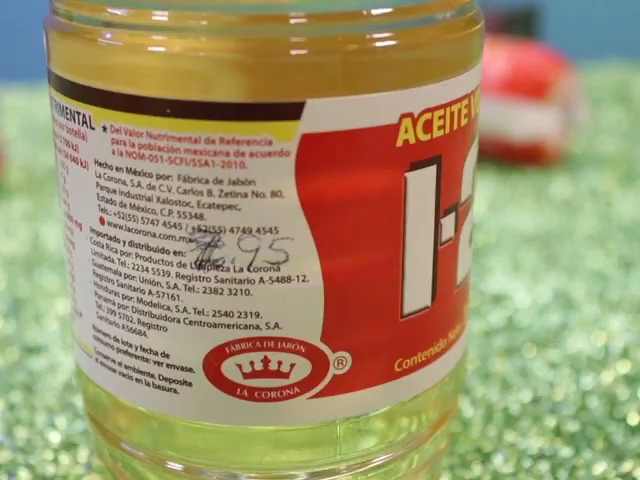 RIMENTAL
★ Del Valor Nutrimental de Referencia
para la población mexicana de acuerdo
a la NOM-051-SCFI/SSA1-2010.
Hecho en México por: Fábrica de Jabón
La Corona, S.A. de C.V. Carlos B. Zetina No. 80,
Parque Industrial Xalostoc, Ecatepec,
Estado de México, C.P. 55348.
Tels.: +52(55) 5747 4545 / +52(55) 4749 4545
www.lacorona.com.mx
Importado y distribuido en:
Costa Rica por: Productos de Limpieza La Corona
Limitada. Tel.: 2234 5539. Registro Sanitario A-5488-12.
Guatemala por: Unión, S.A. Tel.: 2382 3210.
Registro Sanitario A-57161.
Honduras por: Modelica, S.A. Tel.: 2540 2319.
Panamá por: Distribuidora Centroamericana, S.A.
Tel.: 399 5702. Registro
Sanitario A56684.
Número de lote y fecha de
consumo preferente: ver envase.
Conserve el ambiente. Deposite
el envase vacío en la basura.
.95
FÁBRICA DE JABÓN
LA CORONA
®
ACEITE
1-2
Contenido Neto